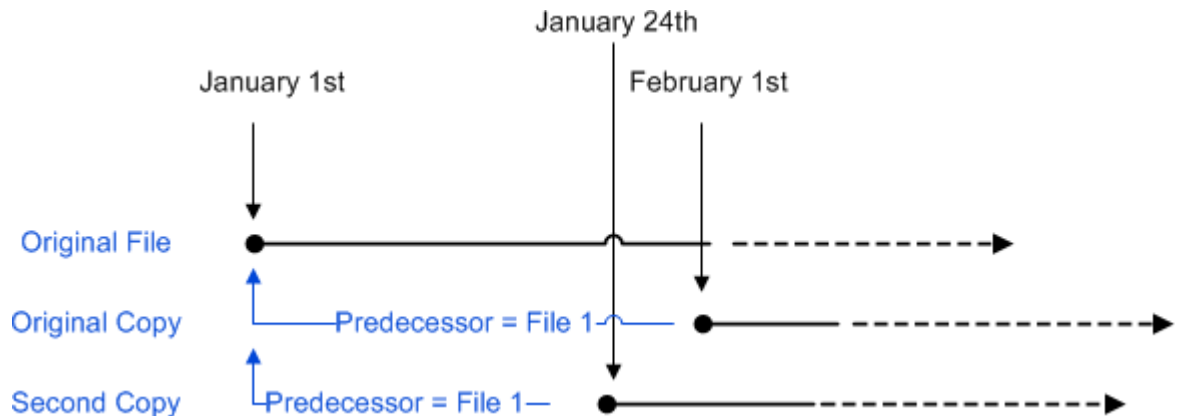 January 24th
January 1st
February 1st
Original File
Original Copy
Predecessor = File 1
Second Copy
Predecessor = File 1